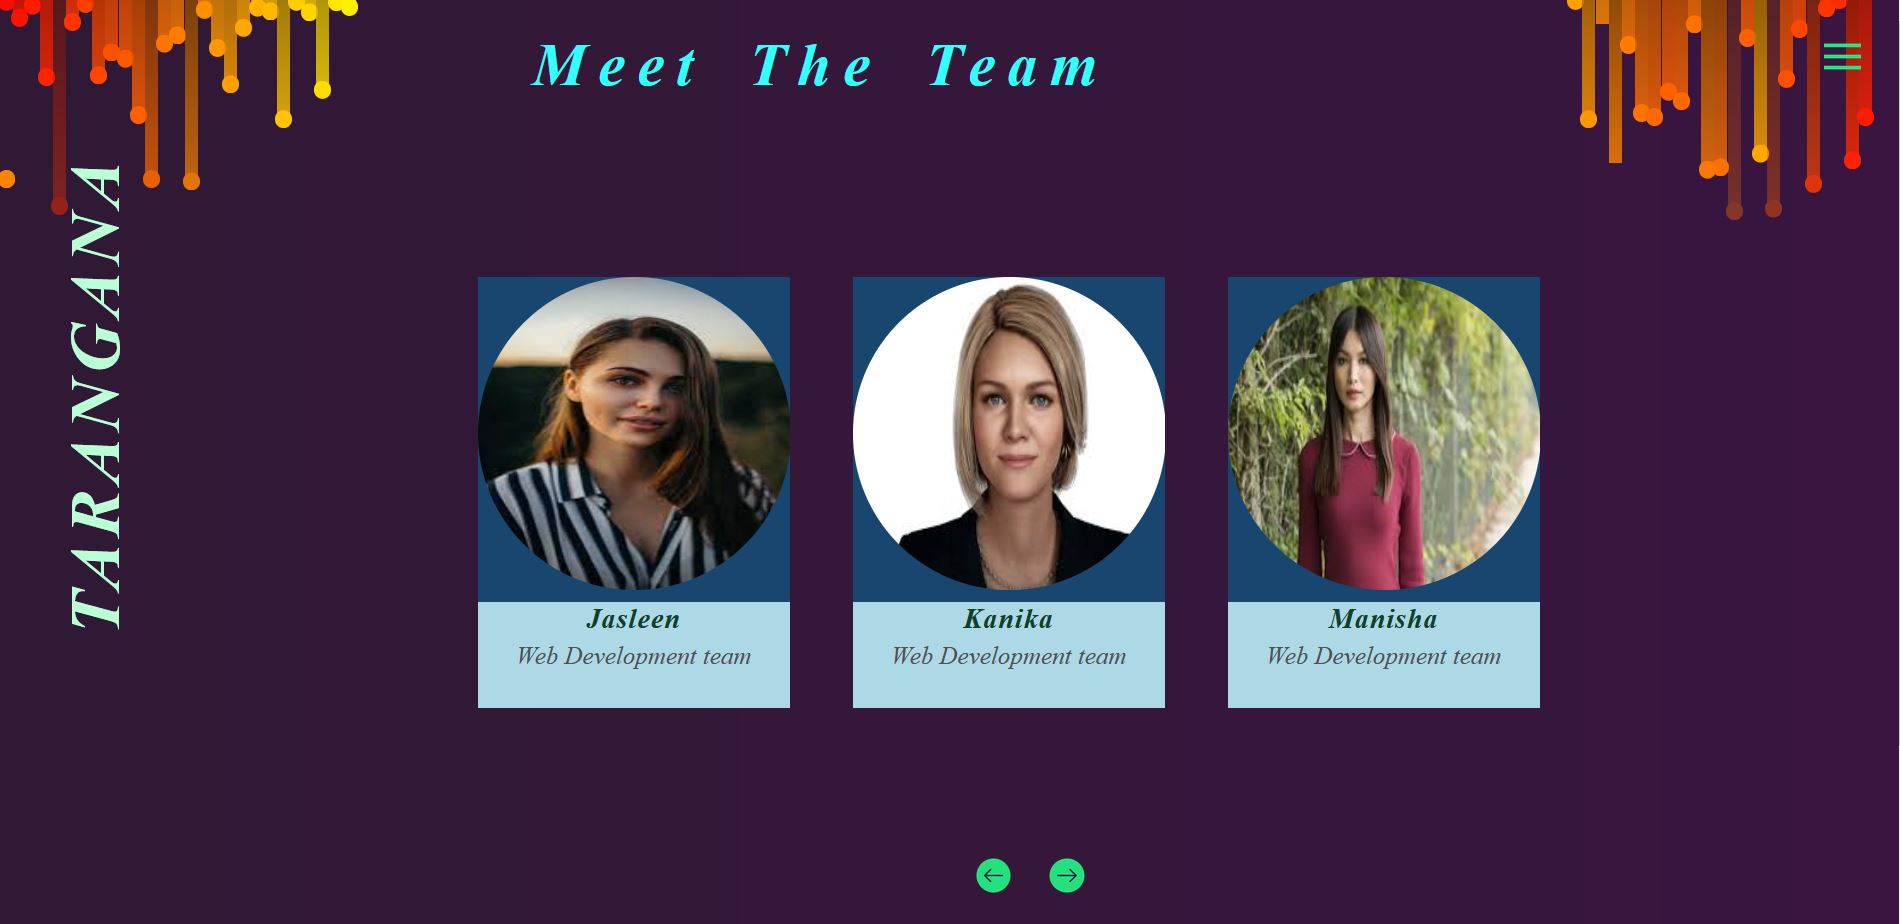 Meet The Team
TARANGANA
Jasleen
Web Development team
Kanika
Web Development team
Manisha
Web Development team